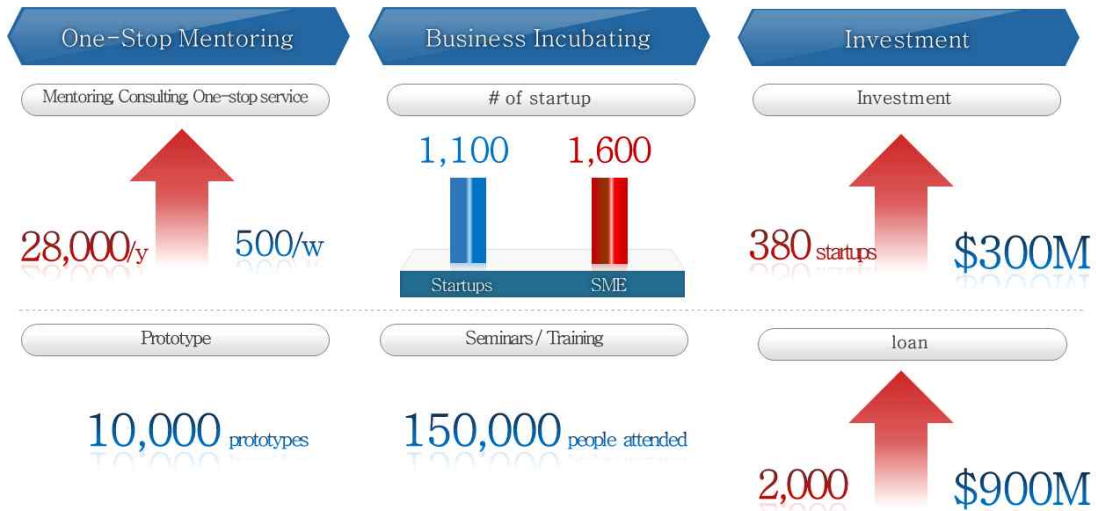 One-Stop Mentoring
Business Incubating
Investment
Mentoring, Consulting, One-stop service
# of startup
Investment
28,000/y
500/w
1,100
1,600
Startups
SME
380 startups
$300M
Prototype
Seminars / Training
loan
10,000 prototypes
150,000 people attended
2,000
$900M